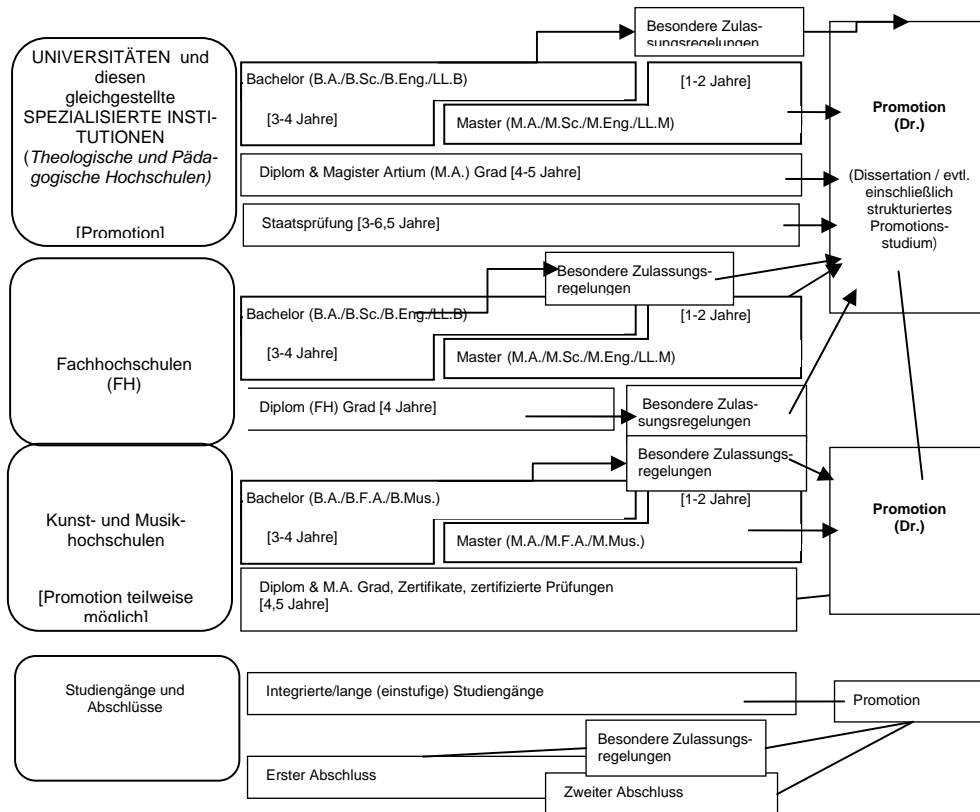 Besondere Zulas-
sungsregelungen
UNIVERSITÄTEN und
diesen
gleichgestellte
SPEZIALISIERTE INSTI-
TUTIONEN
(Theologische und Päda-
gogische Hochschulen)
[Promotion]
Bachelor (B.A./B.Sc./B.Eng./LL.B)
[3-4 Jahre]
[1-2 Jahre]
Master (M.A./M.Sc./M.Eng./LL.M)
Diplom & Magister Artium (M.A.) Grad [4-5 Jahre]
Staatsprüfung [3-6,5 Jahre]
Promotion
(Dr.)
(Dissertation / evtl.
einschließlich
strukturiertes
Promotions-
studium)
Fachhochschulen
(FH)
Besondere Zulassungs-
regelungen
Bachelor (B.A./B.Sc./B.Eng./LL.B)
[3-4 Jahre]
[1-2 Jahre]
Master (M.A./M.Sc./M.Eng./LL.M)
Diplom (FH) Grad [4 Jahre]
Besondere Zulas-
sungsregelungen
Kunst- und Musik-
hochschulen
[Promotion teilweise
möglich]
Besondere Zulassungs-
regelungen
Bachelor (B.A./B.F.A./B.Mus.)
[3-4 Jahre]
[1-2 Jahre]
Master (M.A./M.F.A./M.Mus.)
Diplom & M.A. Grad, Zertifikate, zertifizierte Prüfungen
[4,5 Jahre]
Promotion
(Dr.)
Studiengänge und
Abschlüsse
Integrierte/lange (einstufige) Studiengänge
Promotion
Besondere Zulassungs-
regelungen
Erster Abschluss
Zweiter Abschluss